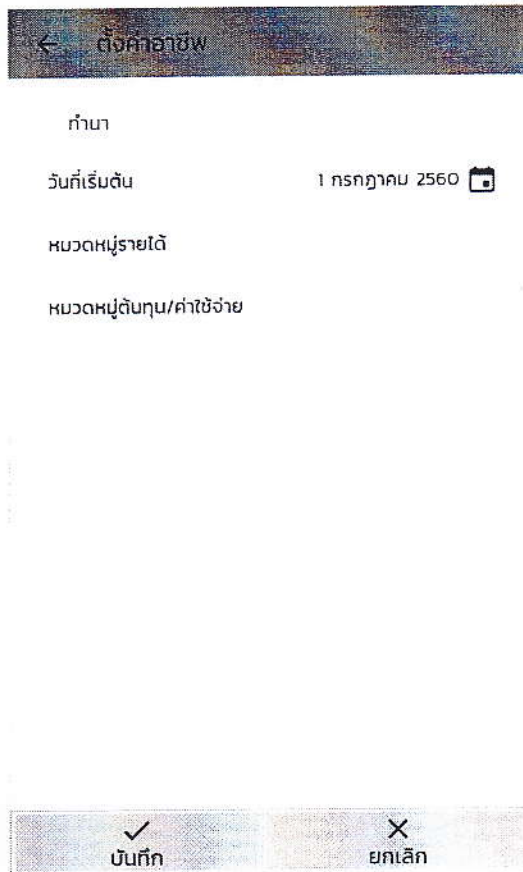 ตั้งค่าอาชีพ
ทำนา
วันที่เริ่มต้น 1 กรกฎาคม 2560
หมวดหมู่รายได้
หมวดหมู่ต้นทุน/ค่าใช้จ่าย
บันทึก ยกเลิก